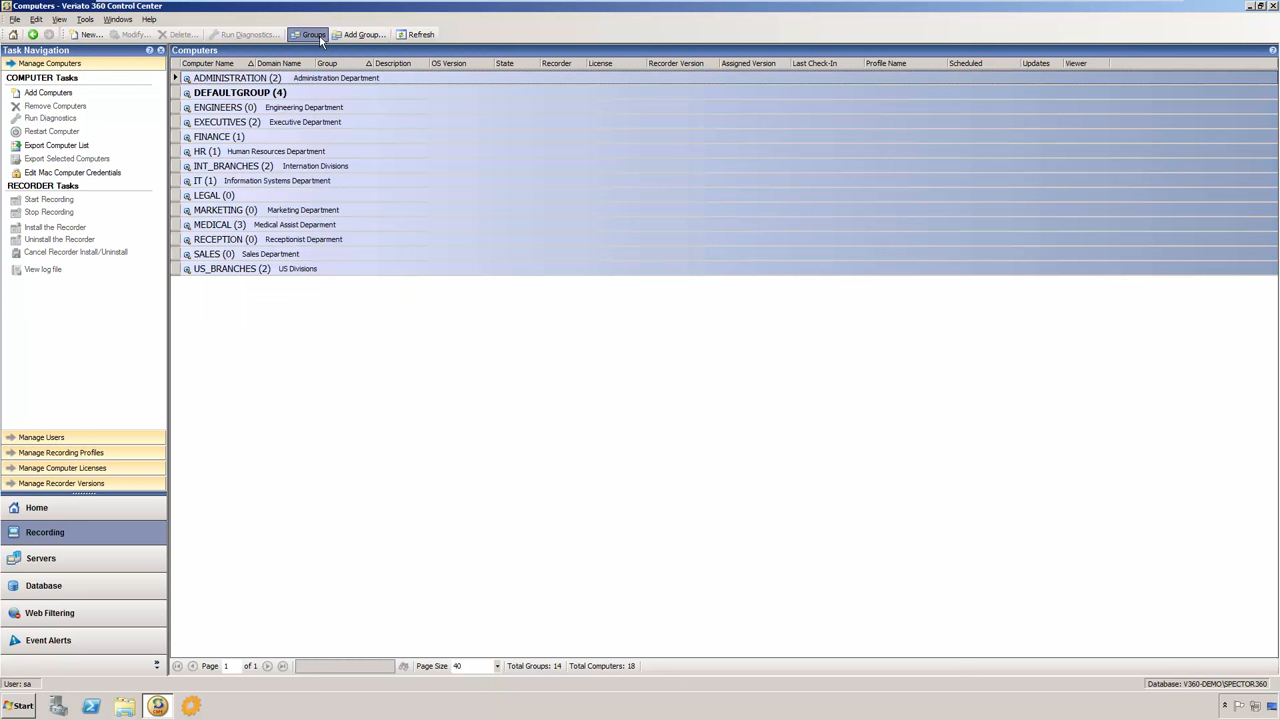 Computers - Veriato 360 Control Center
File Edit View Tools Windows Help
New... Modify... Delete... Run Diagnostics... Groups Add Group... Refresh
Task Navigation
Computers
Manage Computers
Computer Name Domain Name Group Description OS Version State Recorder License Recorder Version Assigned Version Last Check-In Profile Name Scheduled Updates Viewer
COMPUTER Tasks
Add Computers
Remove Computers
Run Diagnostics
Restart Computer
Export Computer List
Export Selected Computers
Edit Mac Computer Credentials
RECORDER Tasks
Start Recording
Stop Recording
Install the Recorder
Uninstall the Recorder
Cancel Recorder Install/Uninstall
View log file
ADMINISTRATION (2) Administration Department
DEFAULTGROUP (4)
ENGINEERS (0) Engineering Department
EXECUTIVES (2) Executive Department
FINANCE (1)
HR (1) Human Resources Department
INT_BRANCHES (2) Internation Divisions
IT (1) Information Systems Department
LEGAL (0)
MARKETING (0) Marketing Department
MEDICAL (3) Medical Assist Deparment
RECEPTION (0) Receptionist Deparment
SALES (0) Sales Department
US_BRANCHES (2) US Divisions
Manage Users
Manage Recording Profiles
Manage Computer Licenses
Manage Recorder Versions
Home
Recording
Servers
Database
Web Filtering
Event Alerts
Page 1 of 1 Page Size 40 Total Groups: 14 Total Computers: 18
User: sa
Database: V360-DEMO\SPECTOR360
Start